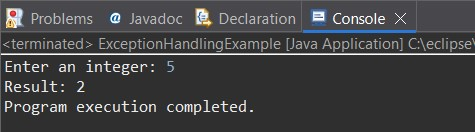 Problems @ Javadoc Declaration Console
<terminated> ExceptionHandlingExample [Java Application] C:\eclipse\
Enter an integer: 5
Result: 2
Program execution completed.